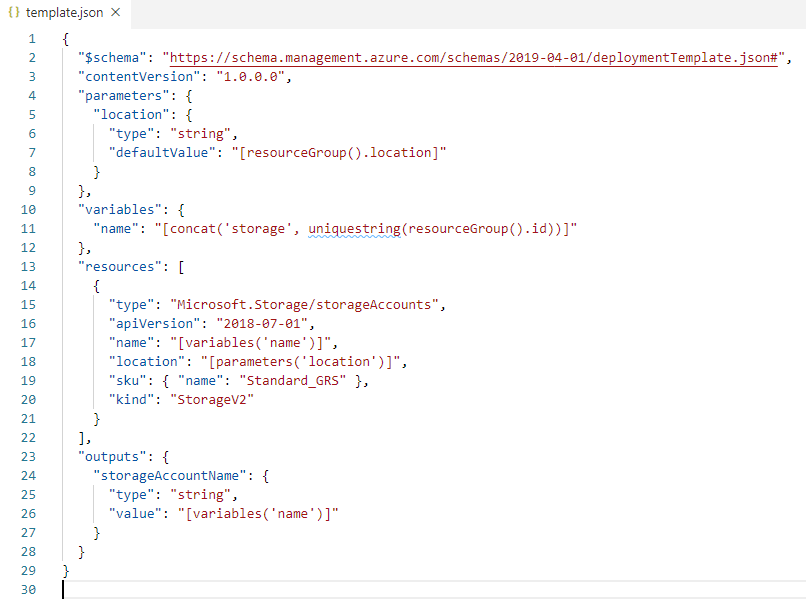 {} template.json ×
1 {
2   "$schema": "https://schema.management.azure.com/schemas/2019-04-01/deploymentTemplate.json#",
3   "contentVersion": "1.0.0.0",
4   "parameters": {
5     "location": {
6       "type": "string",
7       "defaultValue": "[resourceGroup().location]"
8     }
9   },
10   "variables": {
11     "name": "[concat('storage', uniquestring(resourceGroup().id))]"
12   },
13   "resources": [
14     {
15       "type": "Microsoft.Storage/storageAccounts",
16       "apiVersion": "2018-07-01",
17       "name": "[variables('name')]",
18       "location": "[parameters('location')]",
19       "sku": { "name": "Standard_GRS" },
20       "kind": "StorageV2"
21     }
22   ],
23   "outputs": {
24     "storageAccountName": {
25       "type": "string",
26       "value": "[variables('name')]"
27     }
28   }
29 }
30